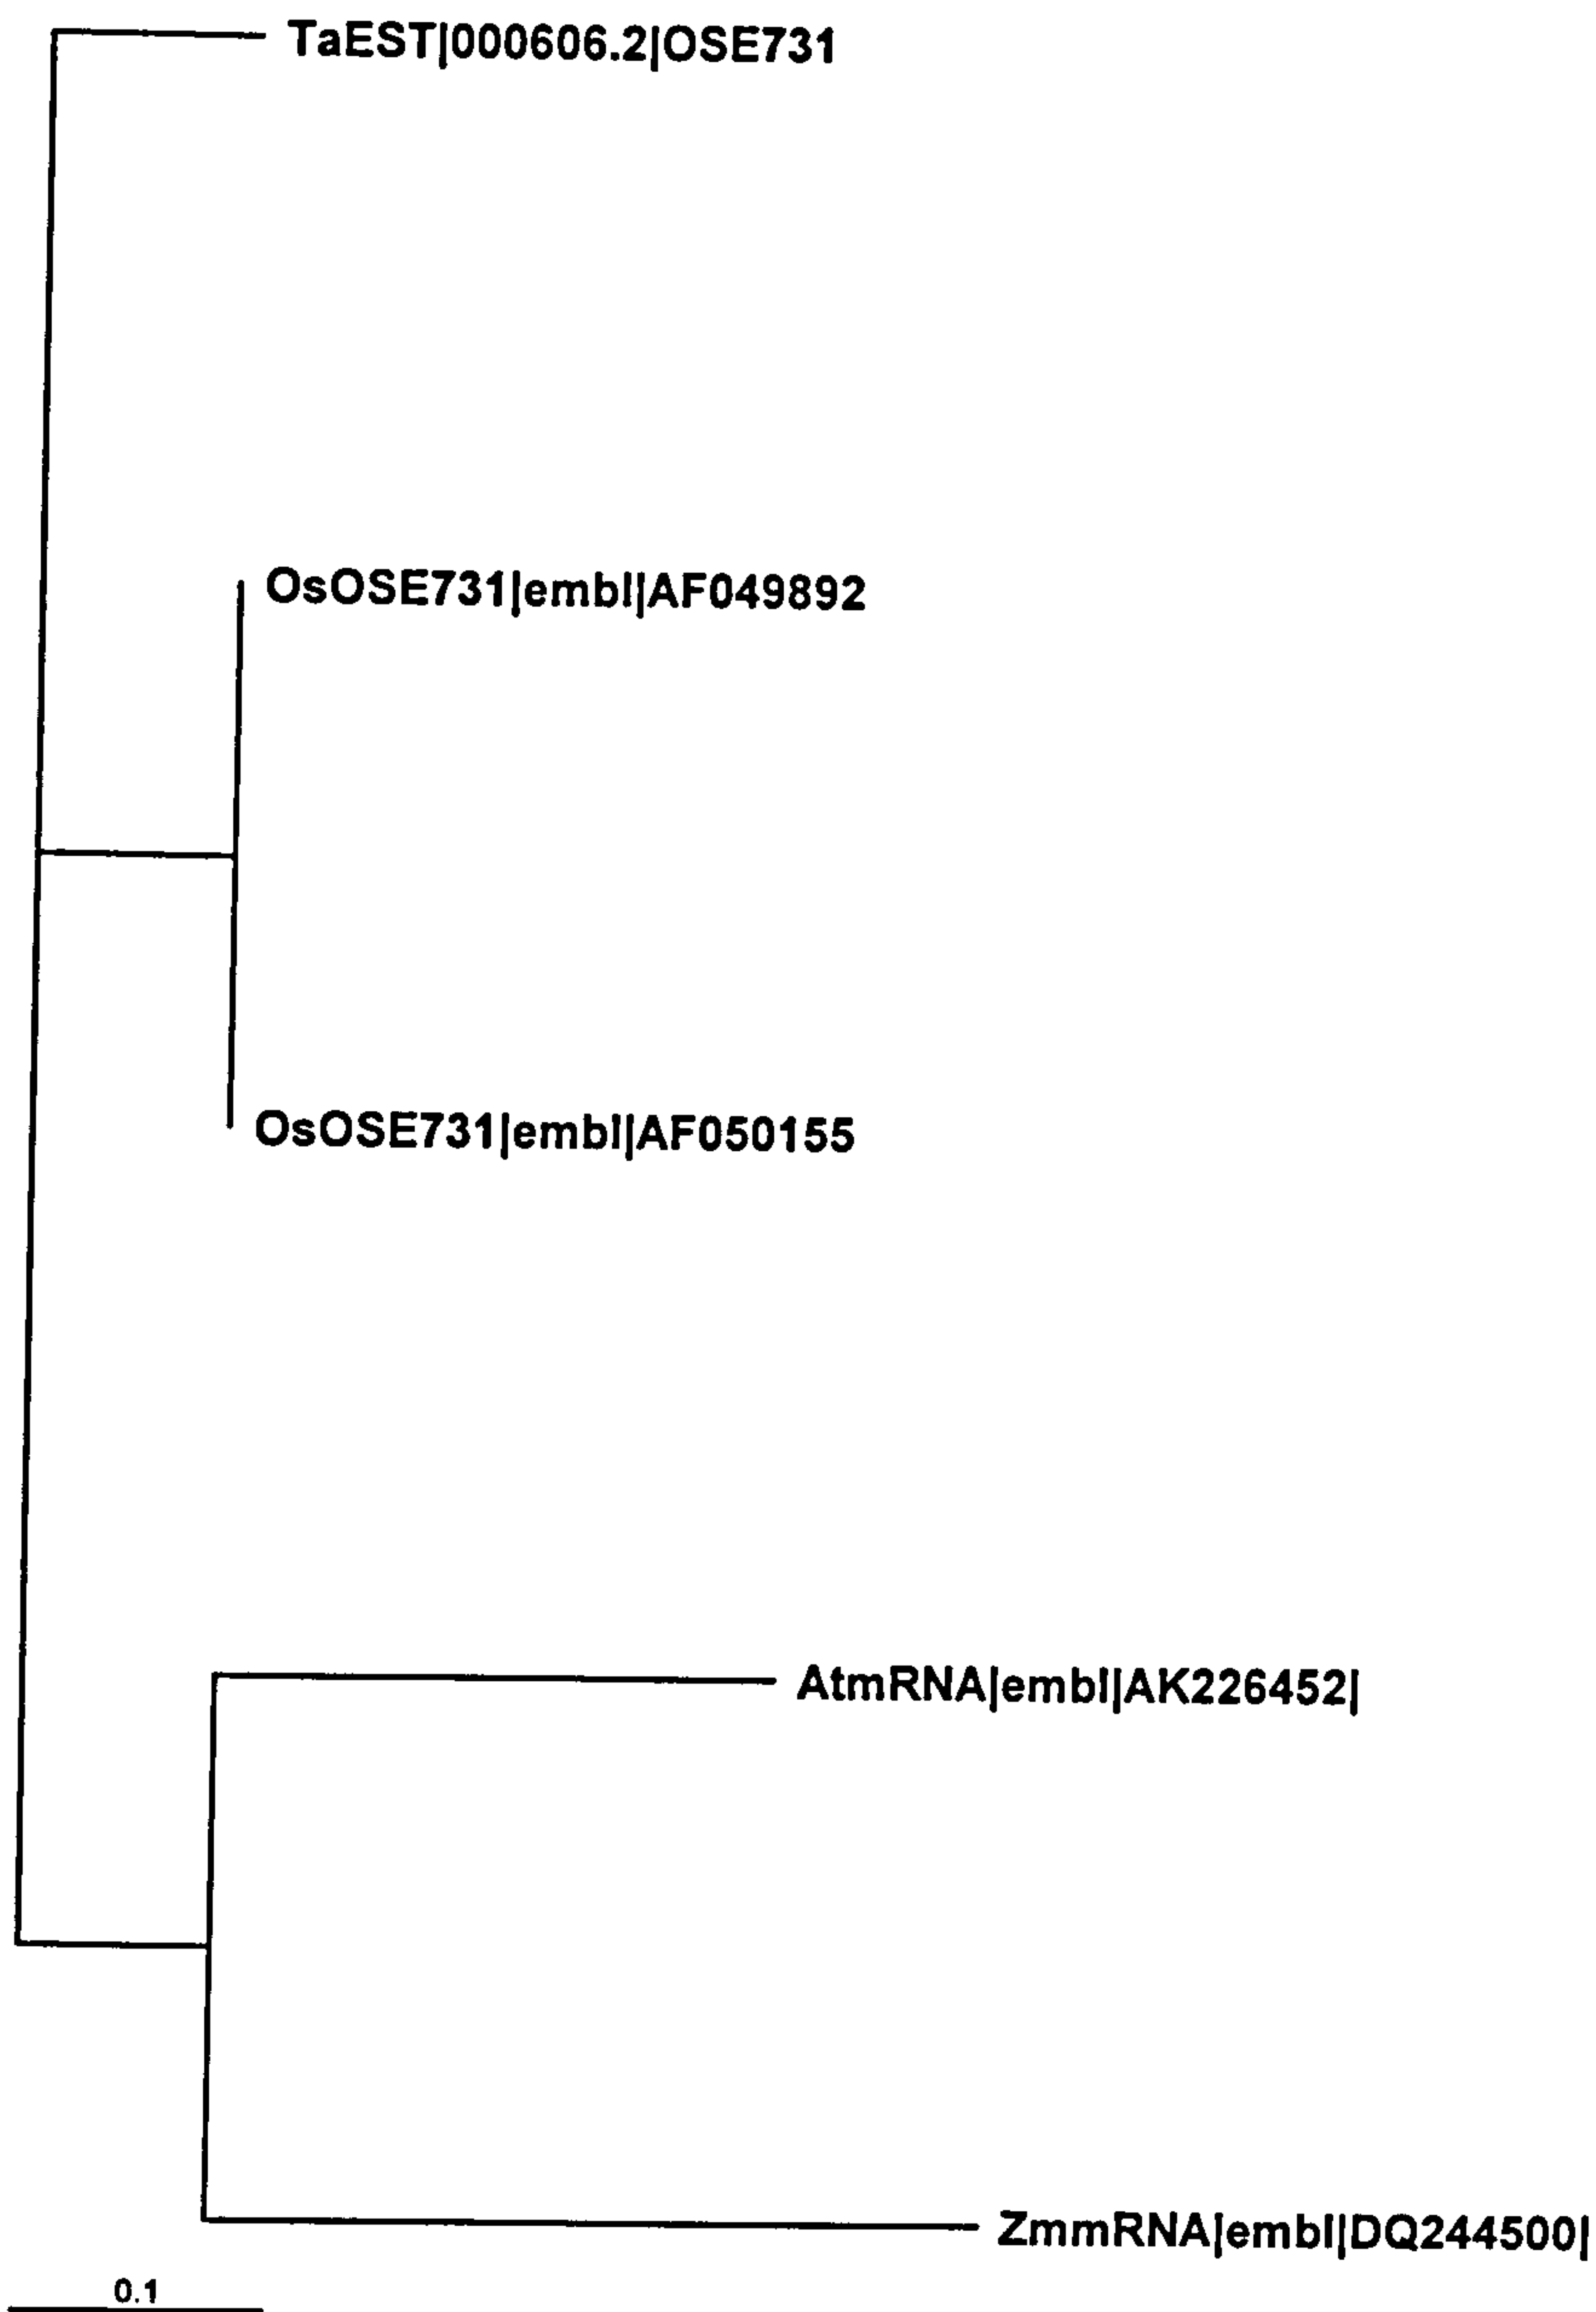 TaEST|000606.2|OSE731
OsOSE731|embl|AF049892
OsOSE731|embl|AF050155
AtmRNA|embl|AK226452|
ZmmRNA|embl|DQ244500|
0.1